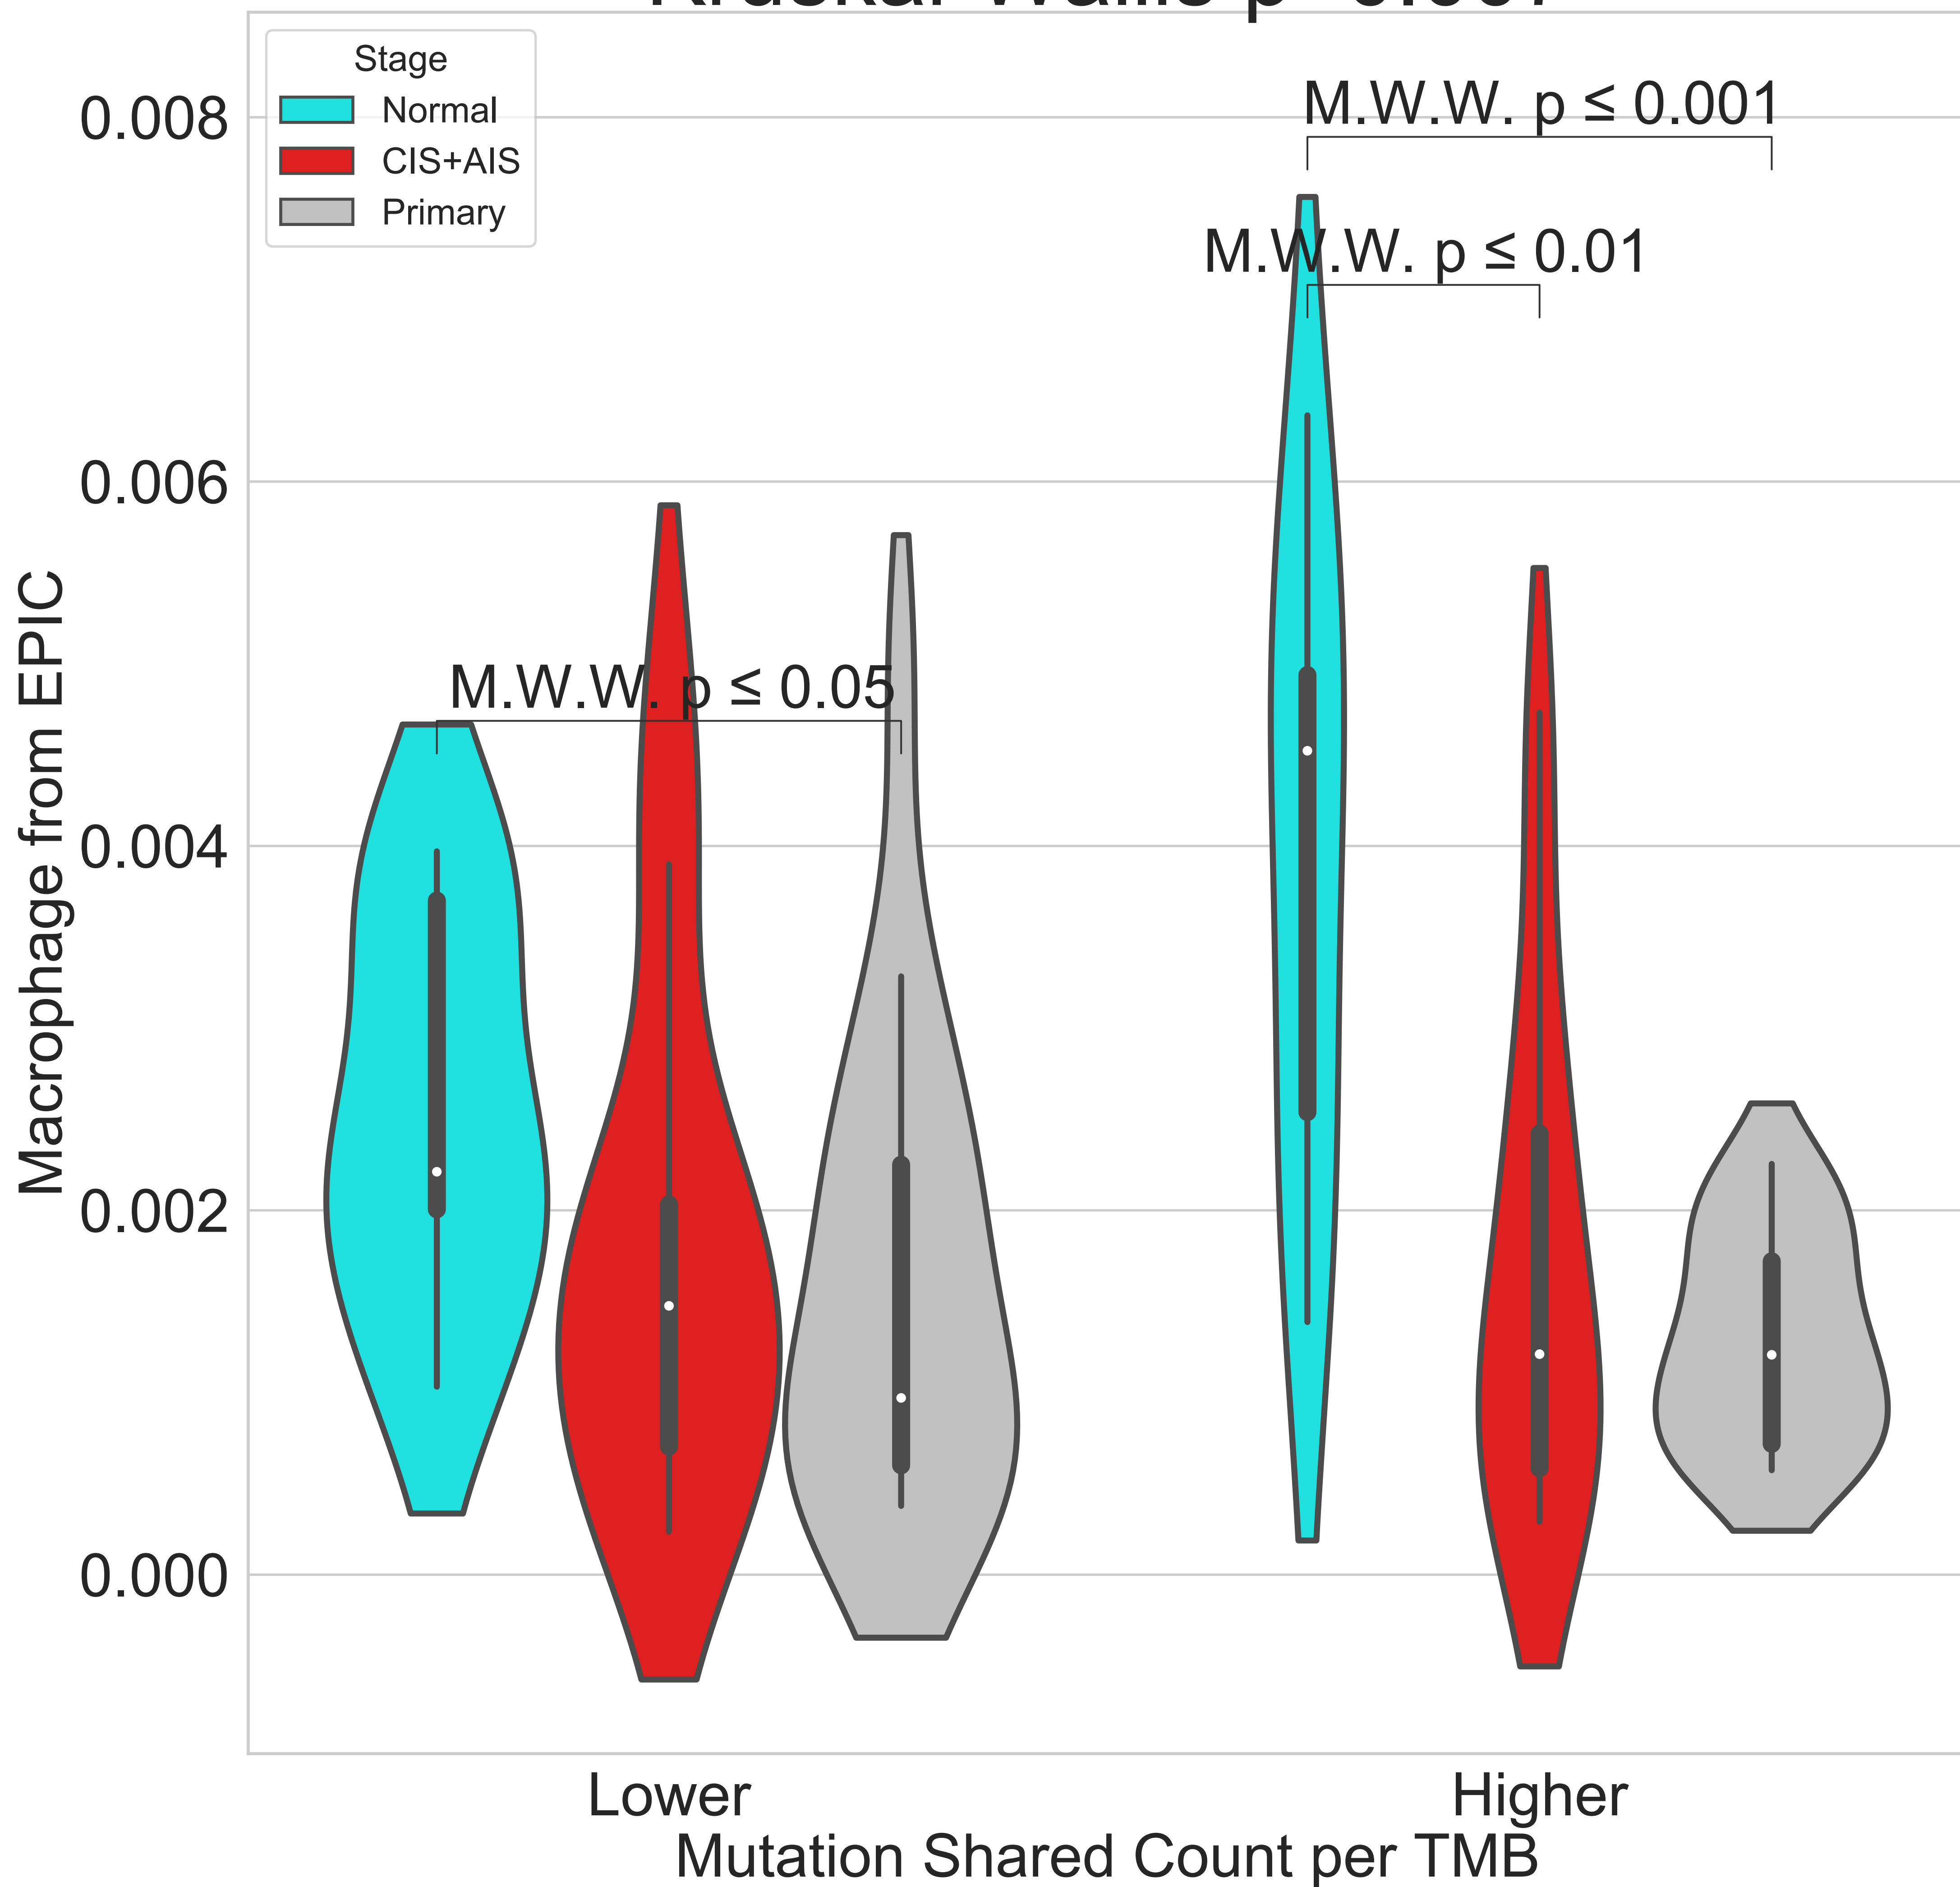 Stage
Normal
CIS+AIS
Primary
M.W.W. p ≤ 0.001
M.W.W. p ≤ 0.01
M.W.W. p ≤ 0.05
0.008
0.006
0.004
0.002
0.000
Macrophage from EPIC
Lower
Higher
Mutation Shared Count per TMB